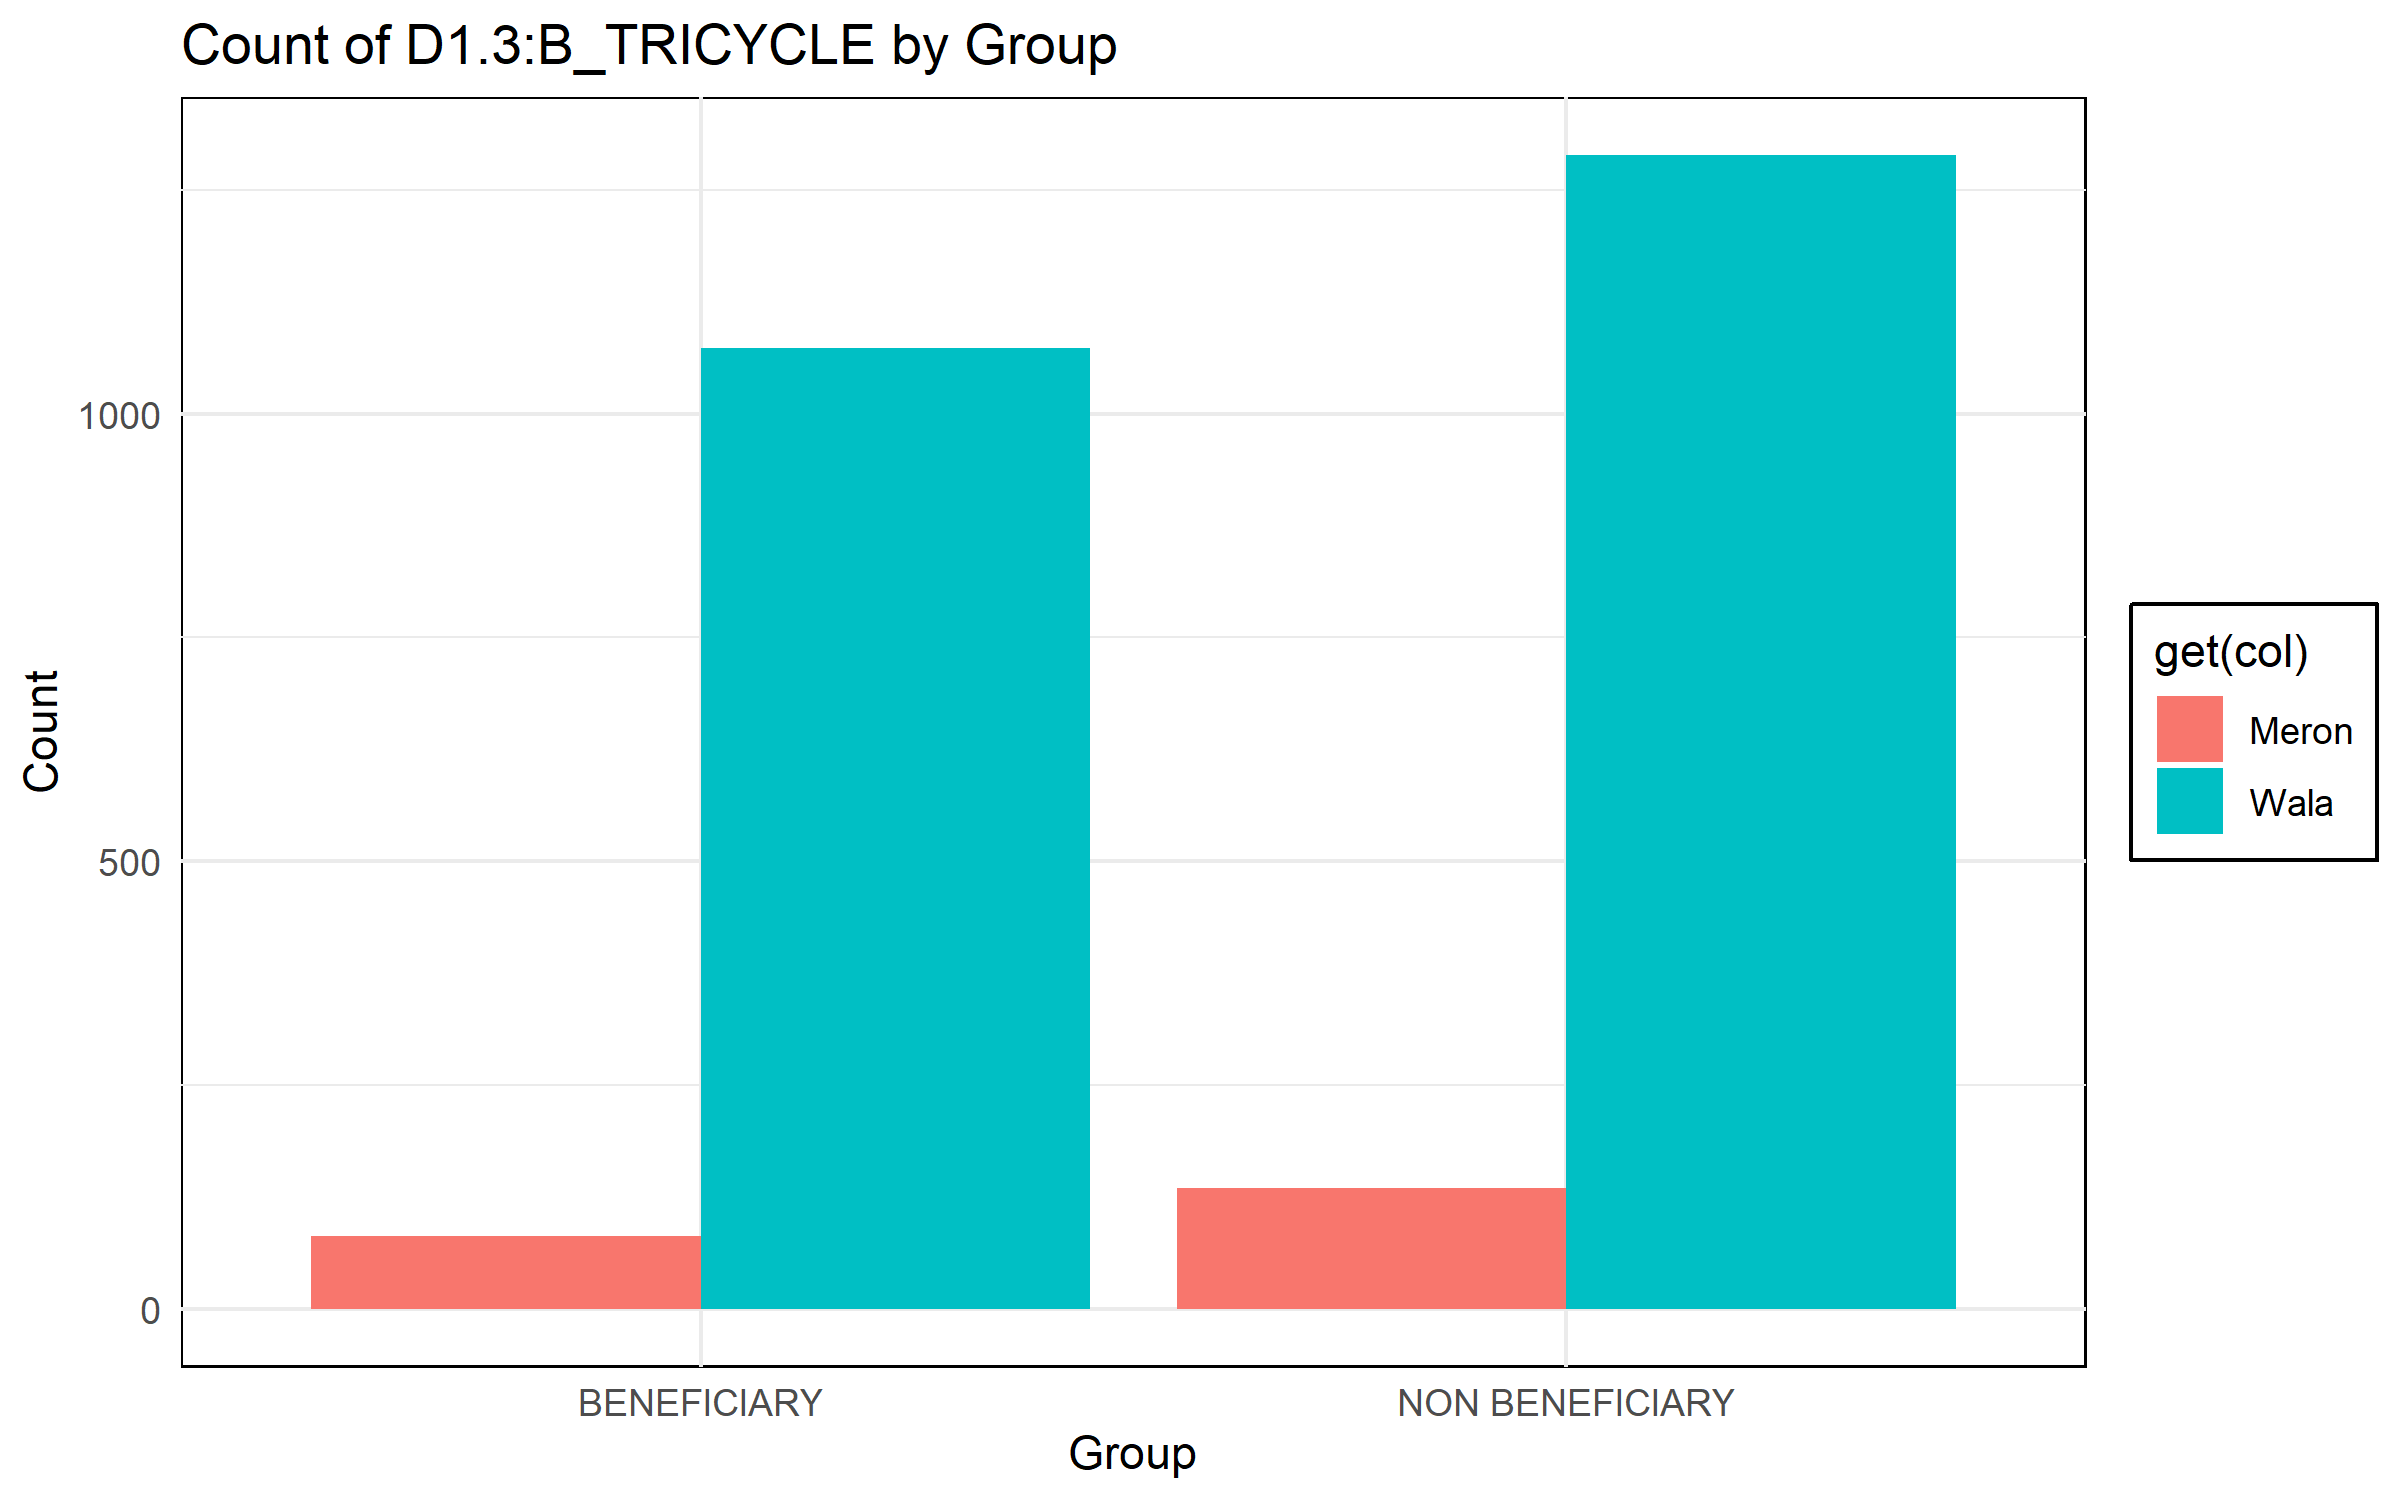 Count of D1.3:B_TRICYCLE by Group
Count
1000
500
0
BENEFICIARY
NON BENEFICIARY
Group
get(col)
Meron
Wala